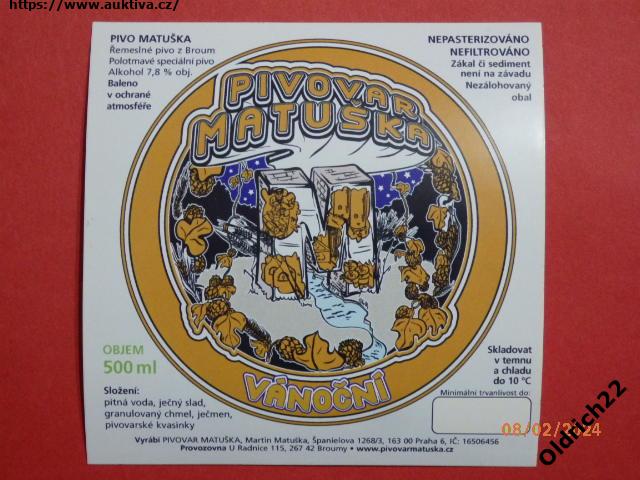 https://www.auktiva.cz/
PIVO MATUŠKA
Řemeslné pivo z Broum
Polotmavé speciální pivo
Alkohol 7,8 % obj.
Baleno
v ochrané
atmosféře
NEPASTERIZOVÁNO
NEFILTROVÁNO
Zákal či sediment
není na závadu
Nezálohovaný
obal
PIVOVAR
MATUŠKA
M
VÁNOČNÍ
OBJEM
500 ml
Složení:
pitná voda, ječný slad,
granulovaný chmel, ječmen,
pivovarské kvasinky
Skladovat
v temnu
a chladu
do 10 °C
Minimální trvanlivost do:
Vyrábí PIVOVAR MATUŠKA, Martin Matuška, Španielova 1268/3, 163 00 Praha 6, IČ: 16506456
Provozovna U Radnice 115, 267 42 Broumy • www.pivovarmatuska.cz
08/02/2024
Oldrich22